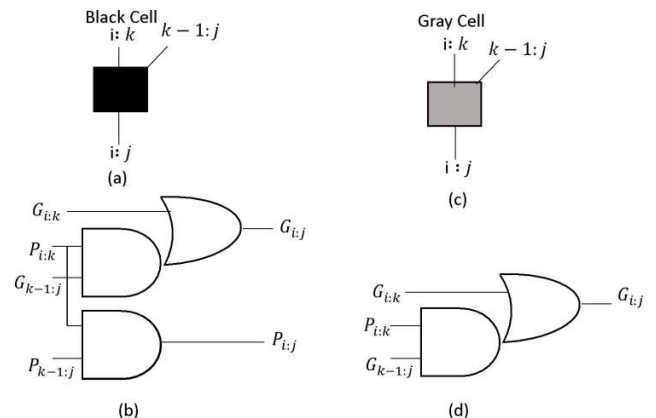 Black Cell
i: k
k − 1: j
i: j
(a)
G_{i:k}
P_{i:k}
G_{k−1:j}
P_{k−1:j}
G_{i:j}
P_{i:j}
(b)
Gray Cell
i: k
k − 1: j
i : j
(c)
G_{i:k}
P_{i:k}
G_{k−1:j}
G_{i:j}
(d)